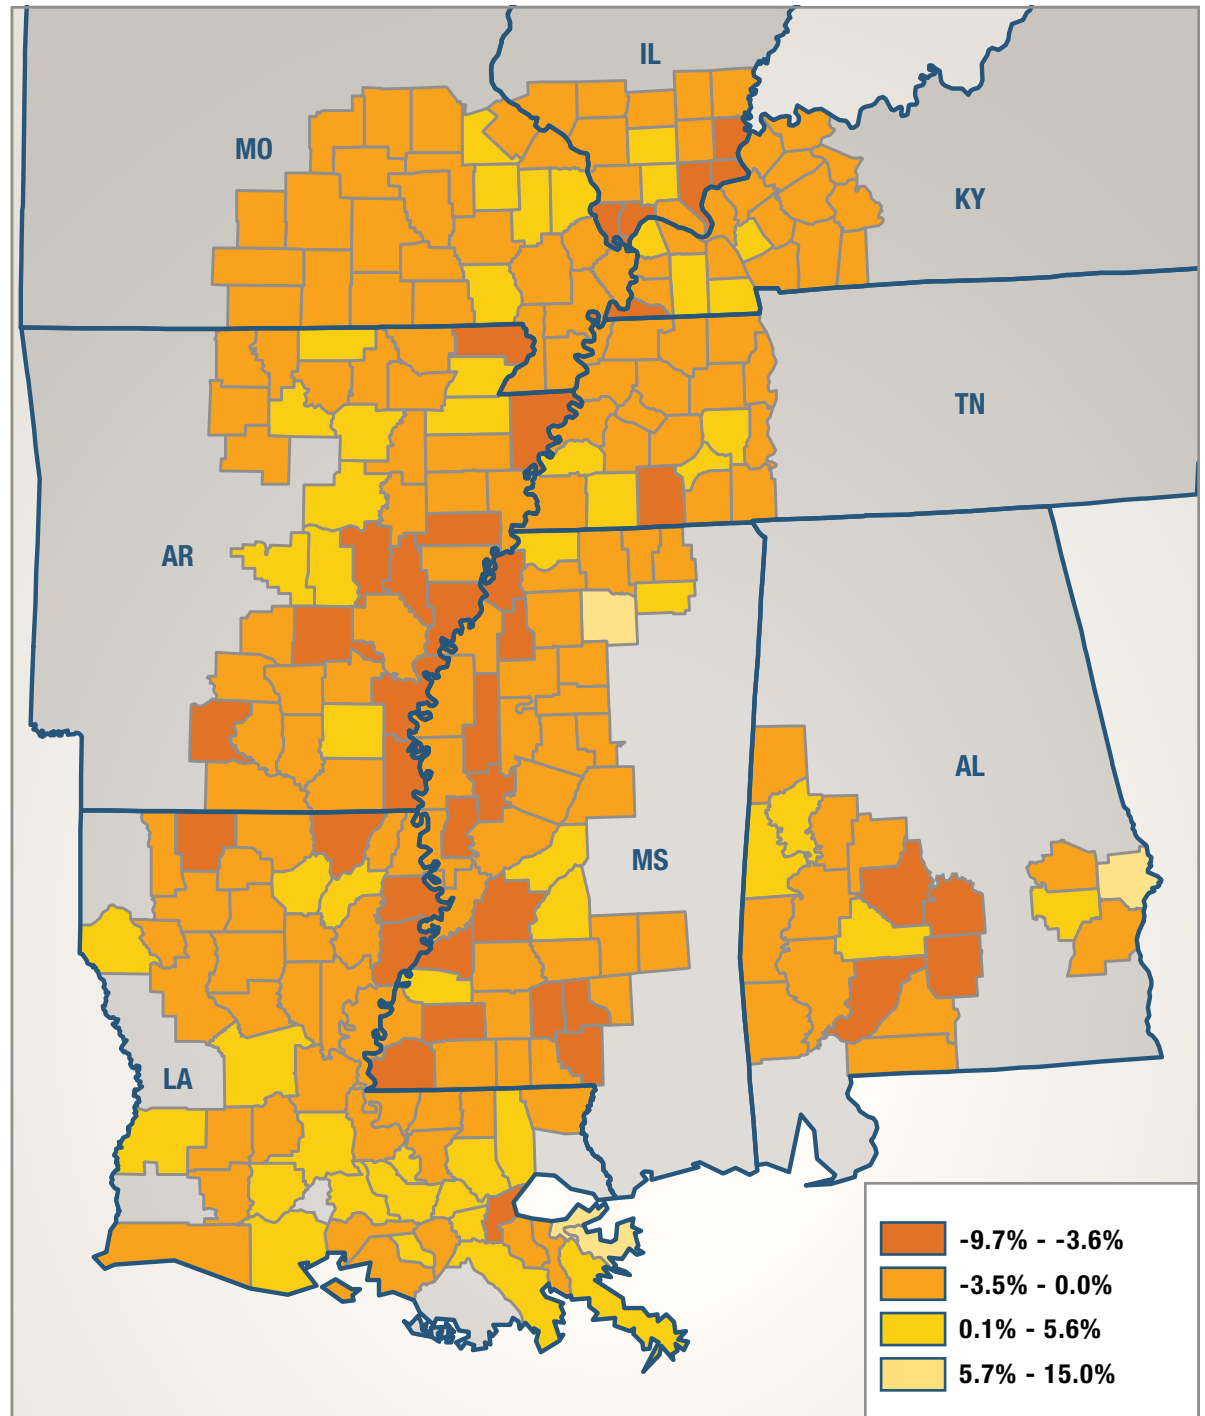 IL
MO
KY
TN
AR
AL
MS
LA
-9.7% - -3.6%
-3.5% - 0.0%
0.1% - 5.6%
5.7% - 15.0%